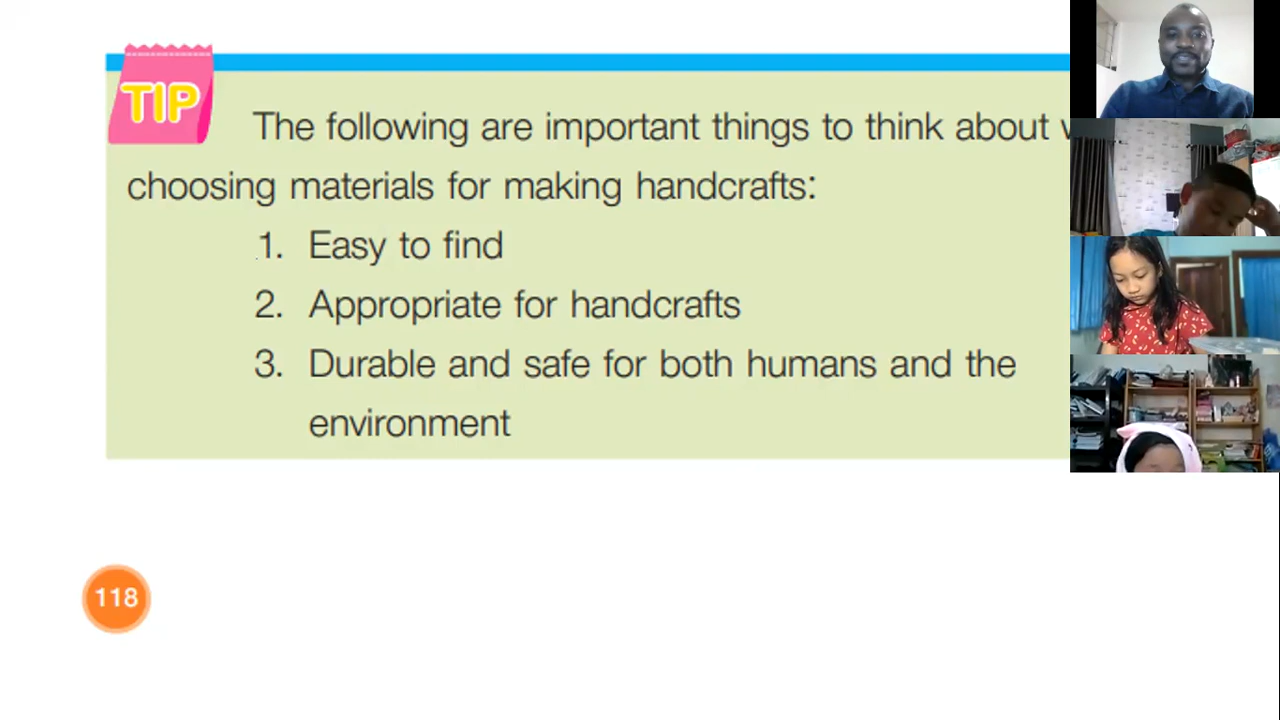 TIP
The following are important things to think about
choosing materials for making handcrafts:
1. Easy to find
2. Appropriate for handcrafts
3. Durable and safe for both humans and the
environment
118